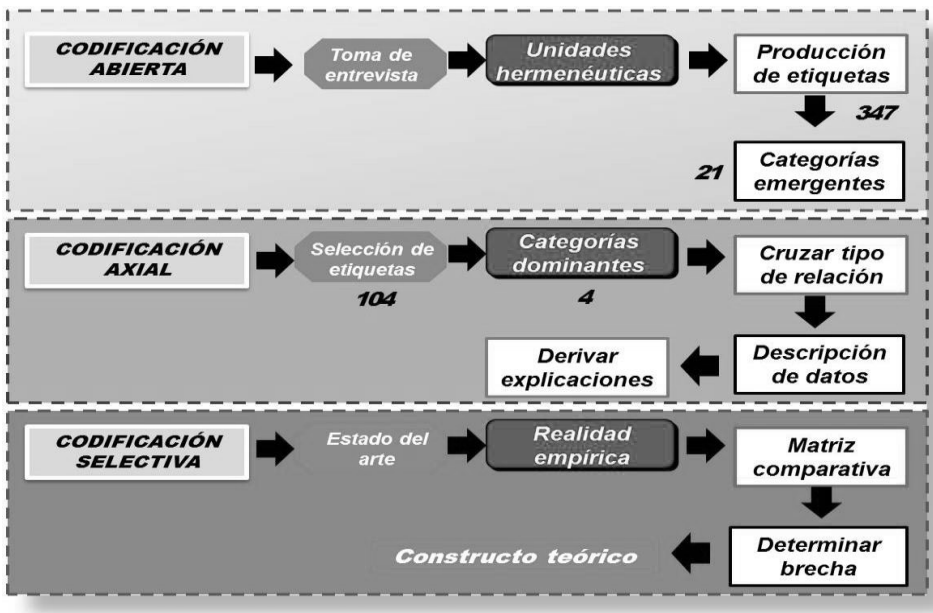 CODIFICACIÓN
ABIERTA
Toma de
entrevista
Unidades
hermenéuticas
Producción
de etiquetas
347
21
Categorías
emergentes
CODIFICACIÓN
AXIAL
Selección de
etiquetas
104
Categorías
dominantes
4
Cruzar tipo
de relación
Derivar
explicaciones
Descripción
de datos
CODIFICACIÓN
SELECTIVA
Estado del
arte
Realidad
empírica
Matriz
comparativa
Constructo teórico
Determinar
brecha